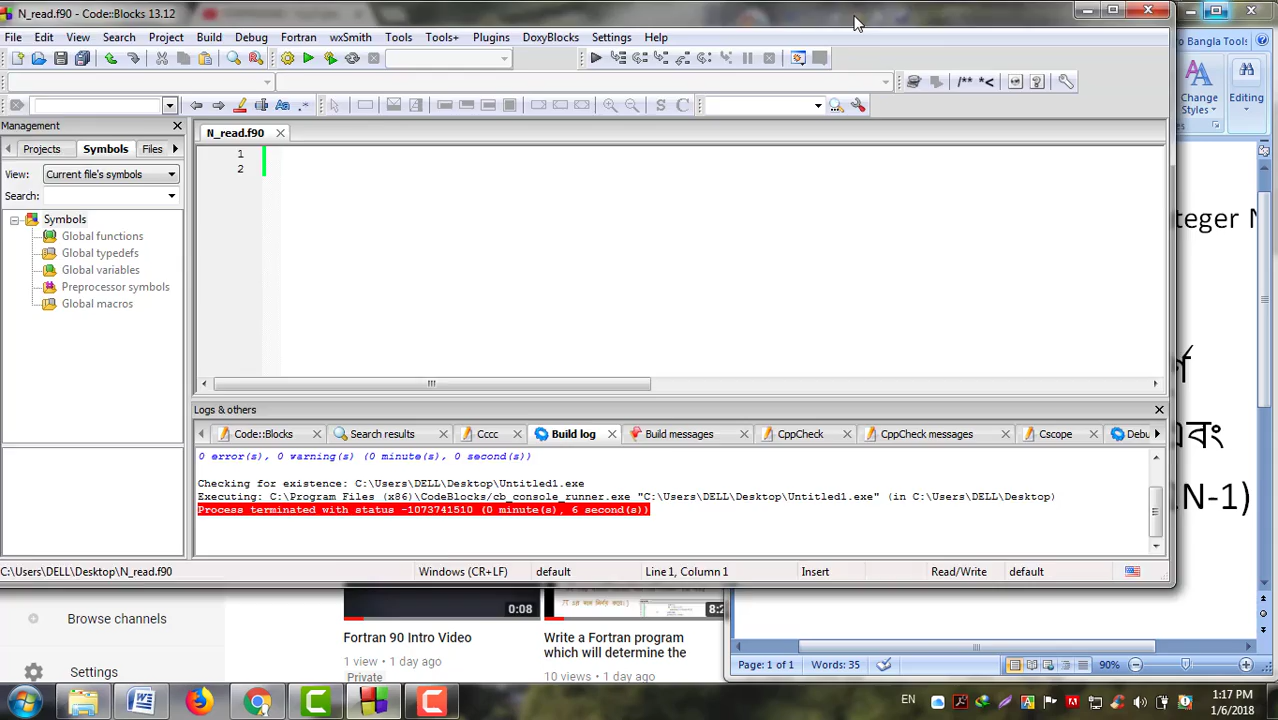 N_read.f90 - Code::Blocks 13.12
File Edit View Search Project Build Debug Fortran wxSmith Tools Tools+ Plugins DoxyBlocks Settings Help
/** *<
Management
Projects Symbols Files
View: Current file's symbols
Search:
Symbols
Global functions
Global typedefs
Global variables
Preprocessor symbols
Global macros
N_read.f90
1
2
Logs & others
Code::Blocks Search results Cccc Build log Build messages CppCheck CppCheck messages Cscope Debu
0 error(s), 0 warning(s) (0 minute(s), 0 second(s))
Checking for existence: C:\Users\DELL\Desktop\Untitled1.exe
Executing: C:\Program Files (x86)\CodeBlocks/cb_console_runner.exe "C:\Users\DELL\Desktop\Untitled1.exe" (in C:\Users\DELL\Desktop)
Process terminated with status -1073741510 (0 minute(s), 6 second(s))
C:\Users\DELL\Desktop\N_read.f90 Windows (CR+LF) default Line 1, Column 1 Insert Read/Write default
ro Bangla Tools
Change Styles Editing
teger N
এবং
N-1)
Page: 1 of 1 Words: 35 90%
Browse channels
Settings
0:08
Fortran 90 Intro Video
1 view • 1 day ago
Private
8:2
Write a Fortran program
which will determine the
10 views • 1 day ago
EN
1:17 PM
1/6/2018